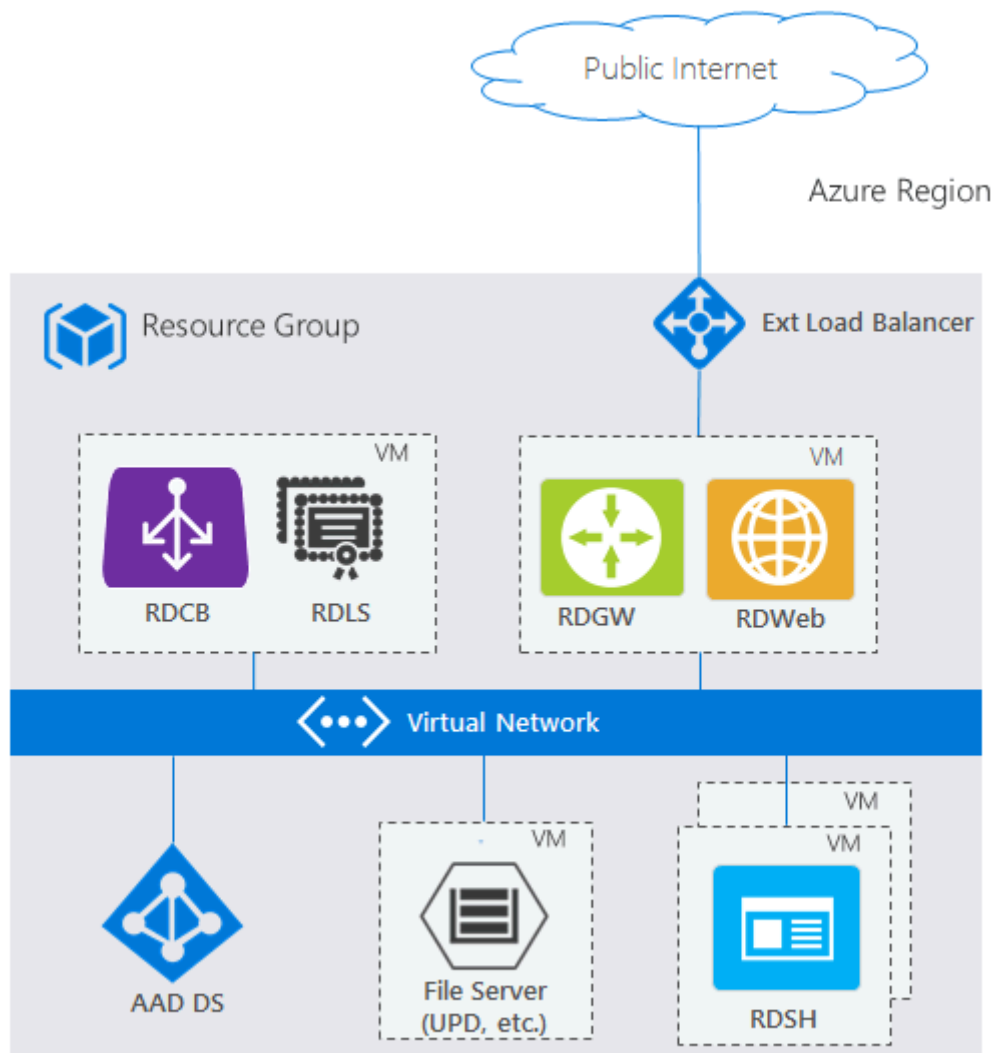 Public Internet
Azure Region
Resource Group
Ext Load Balancer
VM
VM
RDCB
RDLS
RDGW
RDWeb
Virtual Network
VM
VM
VM
AAD DS
File Server
(UPD, etc.)
RDSH